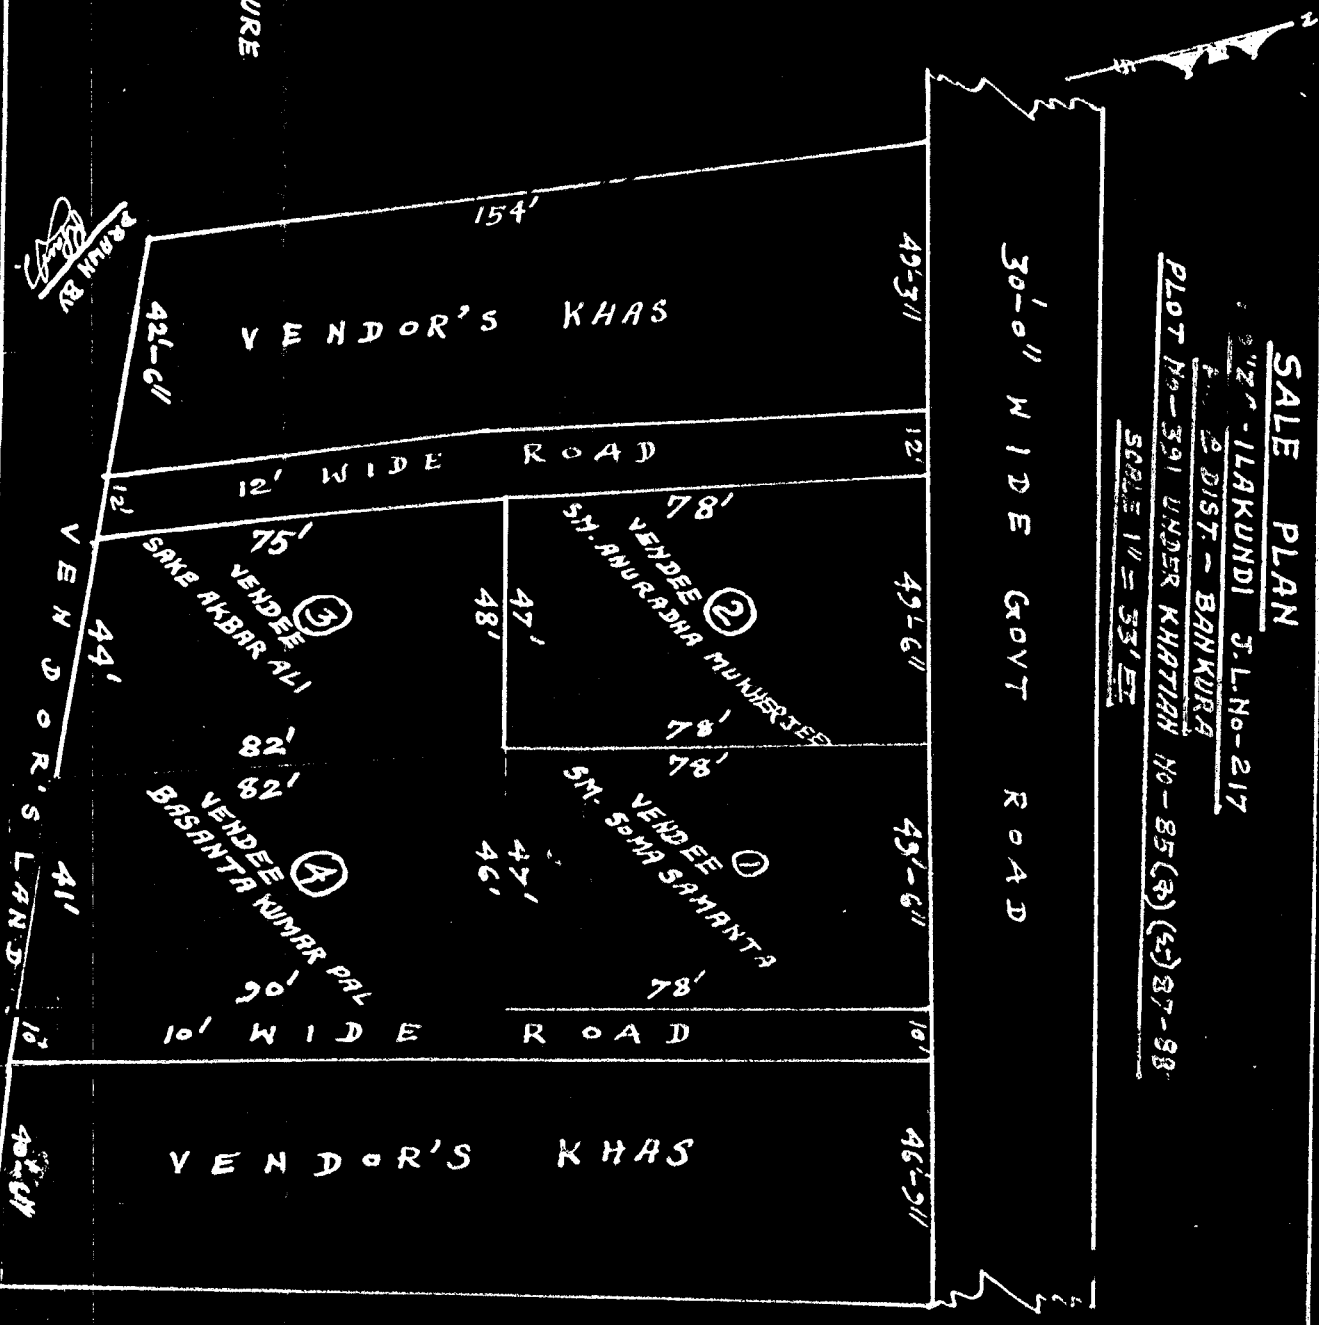 SALE PLAN
ILAKUNDI J.L.No-217
DIST- BANKURA
PLOT No-391 UNDER KHATIAN NO-85 87-88
SCALE 1" = 33' FT
N
30'-0" WIDE GOVT ROAD
49'-3" 12' 49'-6" 49'-6" 10' 46'-9"
154'
VENDOR'S KHAS
12' WIDE ROAD
78'
VENDEE ②
SM. ANURADHA MUKHERJEE
78'
47'
78'
VENDEE ①
SM. SOMA SAMANTA
78'
47'
75'
VENDEE ③
SAKE AKBAR ALI
82'
48'
82'
VENDEE ④
BASANTA KUMAR PAL
90'
46'
10' WIDE ROAD
VENDOR'S KHAS
42'-6" 12' 44' 41' 10'
VENDOR'S LAND
DRAWN BY
URE